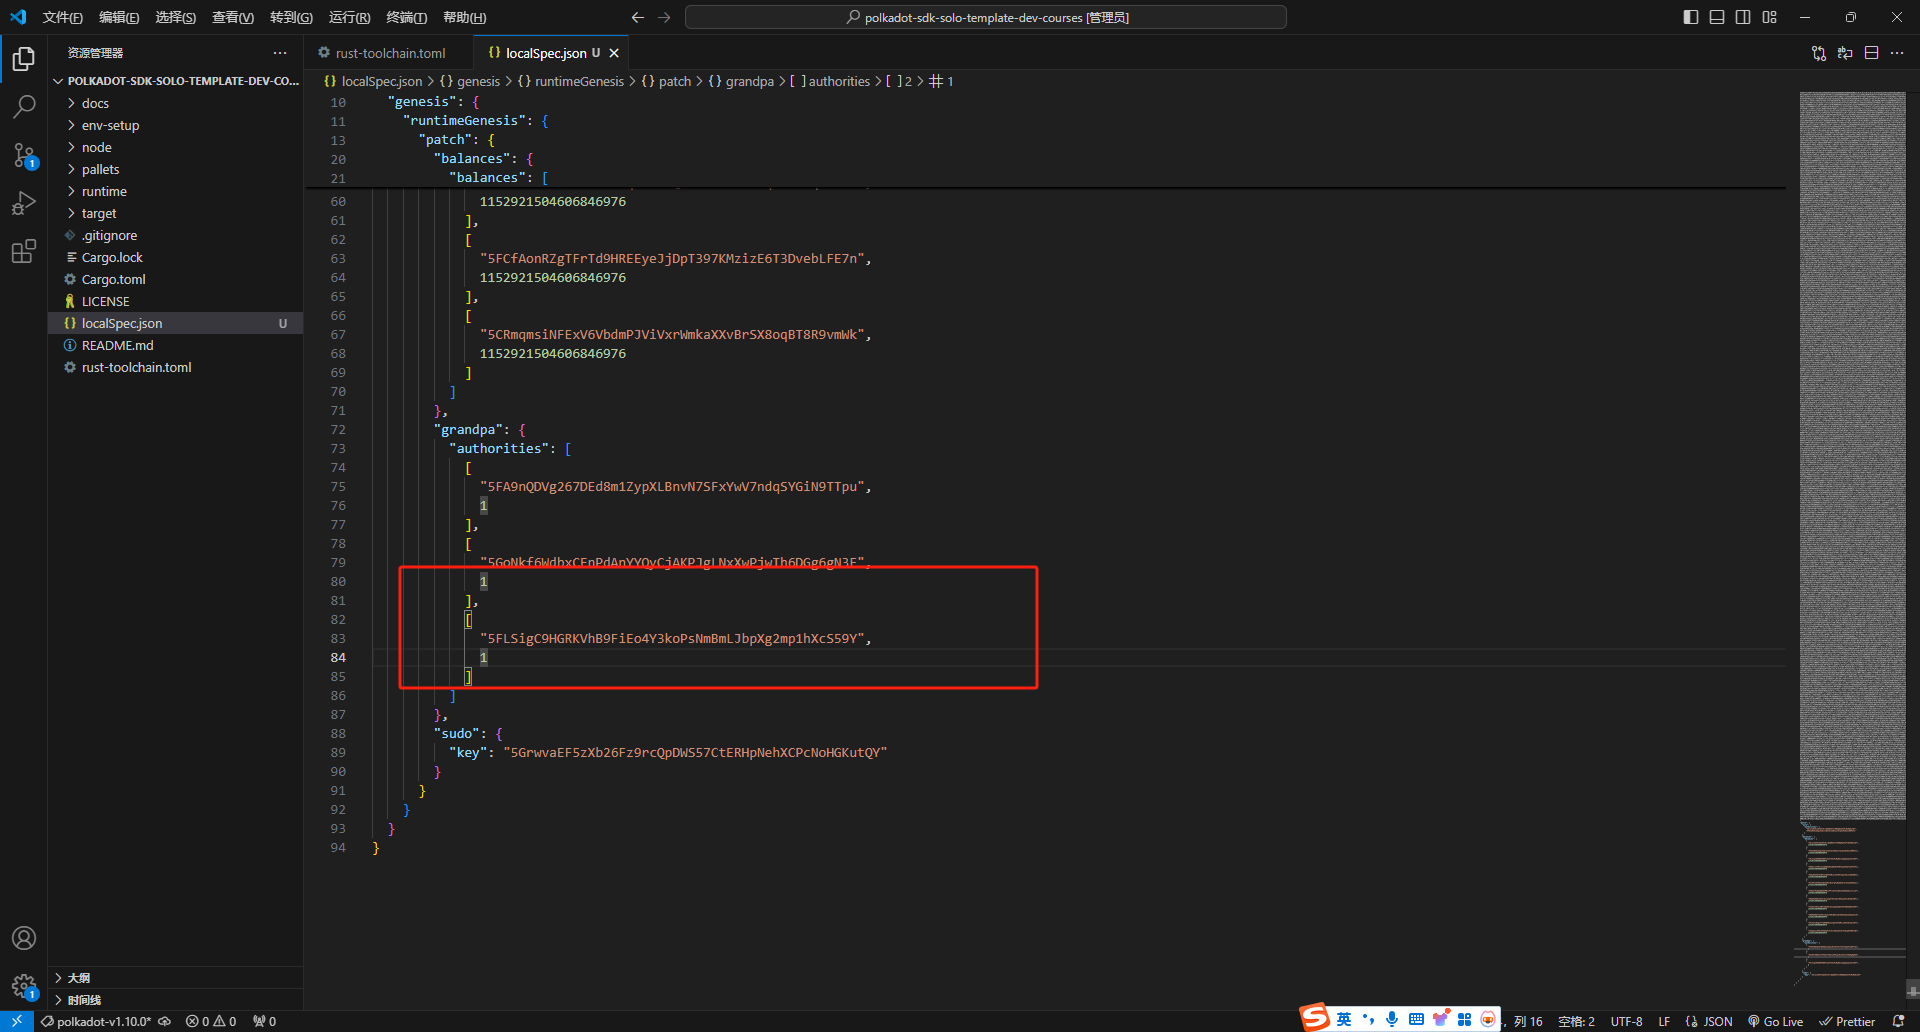 文件(F) 编辑(E) 选择(S) 查看(V) 转到(G) 运行(R) 终端(T) 帮助(H) polkadot-sdk-solo-template-dev-courses [管理员]
资源管理器
POLKADOT-SDK-SOLO-TEMPLATE-DEV-CO...
docs
env-setup
node
pallets
runtime
target
.gitignore
Cargo.lock
Cargo.toml
LICENSE
localSpec.json U
README.md
rust-toolchain.toml
大纲
时间线
rust-toolchain.toml localSpec.json U
localSpec.json > {} genesis > {} runtimeGenesis > {} patch > {} grandpa > [ ] authorities > [ ] 2 > 1
10 "genesis": {
11 "runtimeGenesis": {
13 "patch": {
20 "balances": {
21 "balances": [
60 1152921504606846976
61 ],
62 [
63 "5FCfAonRZgTFrTd9HREEyeJjDpT397KMzizE6T3DvebLFE7n",
64 1152921504606846976
65 ],
66 [
67 "5CRmqmsiNFExV6VbdmPJViVxrWmkaXXvBrSX8oqBT8R9vmWk",
68 1152921504606846976
69 ]
70 ]
71 },
72 "grandpa": {
73 "authorities": [
74 [
75 "5FA9nQDVg267DEd8m1ZypXLBnvN7SFxYwV7ndqSYGiN9TTpu",
76 1
77 ],
78 [
79 "5GoNkf6WdbxCFnPdAnYYQyCjAKPJgLNxXwPjwTh6DGg6gN3E",
80 1
81 ],
82 [
83 "5FLSigC9HGRKVhB9FiEo4Y3koPsNmBmLJbpXg2mp1hXcS59Y",
84 1
85 ]
86 ]
87 },
88 "sudo": {
89 "key": "5GrwvaEF5zXb26Fz9rcQpDWS57CtERHpNehXCPcNoHGKutQY"
90 }
91 }
92 }
93 }
94 }
polkadot-v1.10.0* 0 0 0 英 列 16 空格: 2 UTF-8 LF {} JSON Go Live Prettier